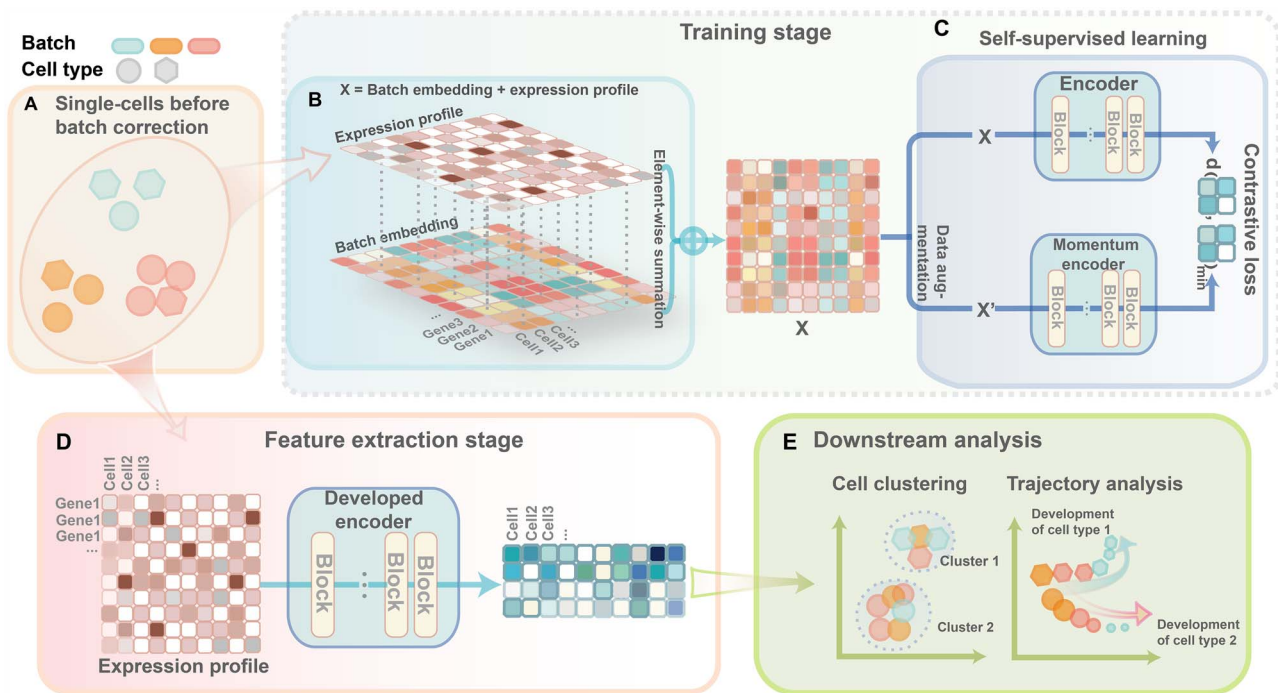 Batch
Cell type
A
Single-cells before
batch correction
Training stage
B
X = Batch embedding + expression profile
Expression profile
Batch embedding
...
Gene3
Gene2
Gene1
...
Cell3
Cell2
Cell1
Element-wise summation
X
C
Self-supervised learning
Data aug-
mentation
X
X'
Encoder
Block
...
Block
Block
Momentum
encoder
Block
...
Block
Block
d(
,
)min
Contrastive loss
D
Feature extraction stage
Cell1
Cell2
Cell3
...
Gene1
Gene1
Gene1
...
Expression profile
Developed
encoder
Block
...
Block
Block
Cell1
Cell2
Cell3
...
E
Downstream analysis
Cell clustering
Cluster 1
Cluster 2
Trajectory analysis
Development
of cell type 1
Development
of cell type 2